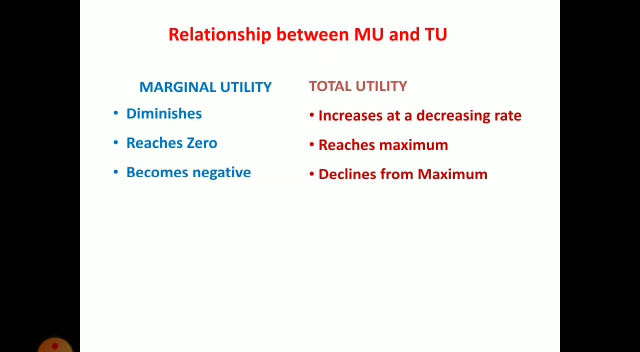 Relationship between MU and TU
MARGINAL UTILITY TOTAL UTILITY
• Diminishes • Increases at a decreasing rate
• Reaches Zero • Reaches maximum
• Becomes negative • Declines from Maximum